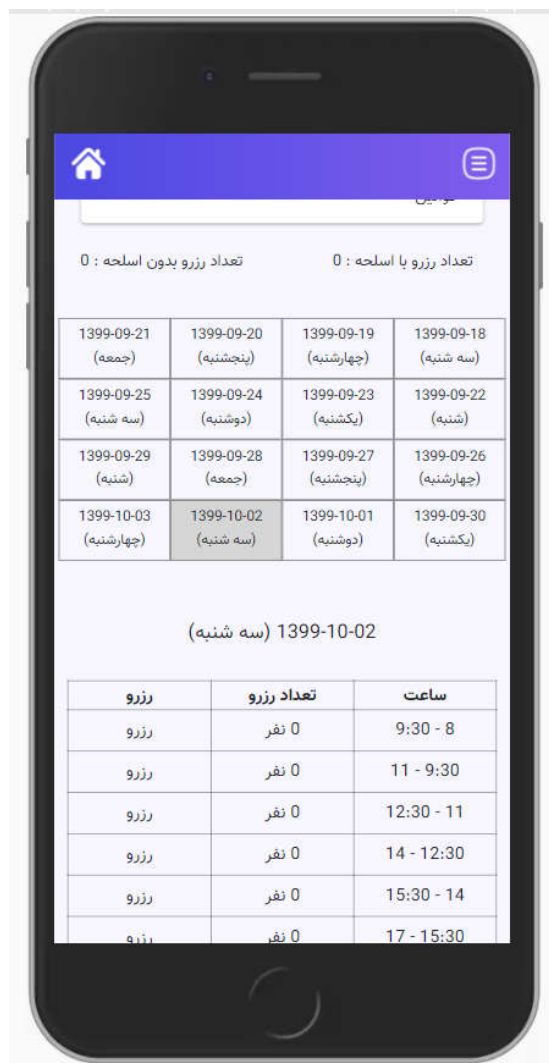 تعداد رزرو با اسلحه : 0 تعداد رزرو بدون اسلحه : 0
1399-09-18 1399-09-19 1399-09-20 1399-09-21
(سه شنبه) (چهارشنبه) (پنجشنبه) (جمعه)
1399-09-22 1399-09-23 1399-09-24 1399-09-25
(شنبه) (یکشنبه) (دوشنبه) (سه شنبه)
1399-09-26 1399-09-27 1399-09-28 1399-09-29
(چهارشنبه) (پنجشنبه) (جمعه) (شنبه)
1399-09-30 1399-10-01 1399-10-02 1399-10-03
(یکشنبه) (دوشنبه) (سه شنبه) (چهارشنبه)
1399-10-02 (سه شنبه)
ساعت تعداد رزرو رزرو
9:30 - 8 0 نفر رزرو
11 - 9:30 0 نفر رزرو
12:30 - 11 0 نفر رزرو
14 - 12:30 0 نفر رزرو
15:30 - 14 0 نفر رزرو
17 - 15:30 0 نفر رزرو